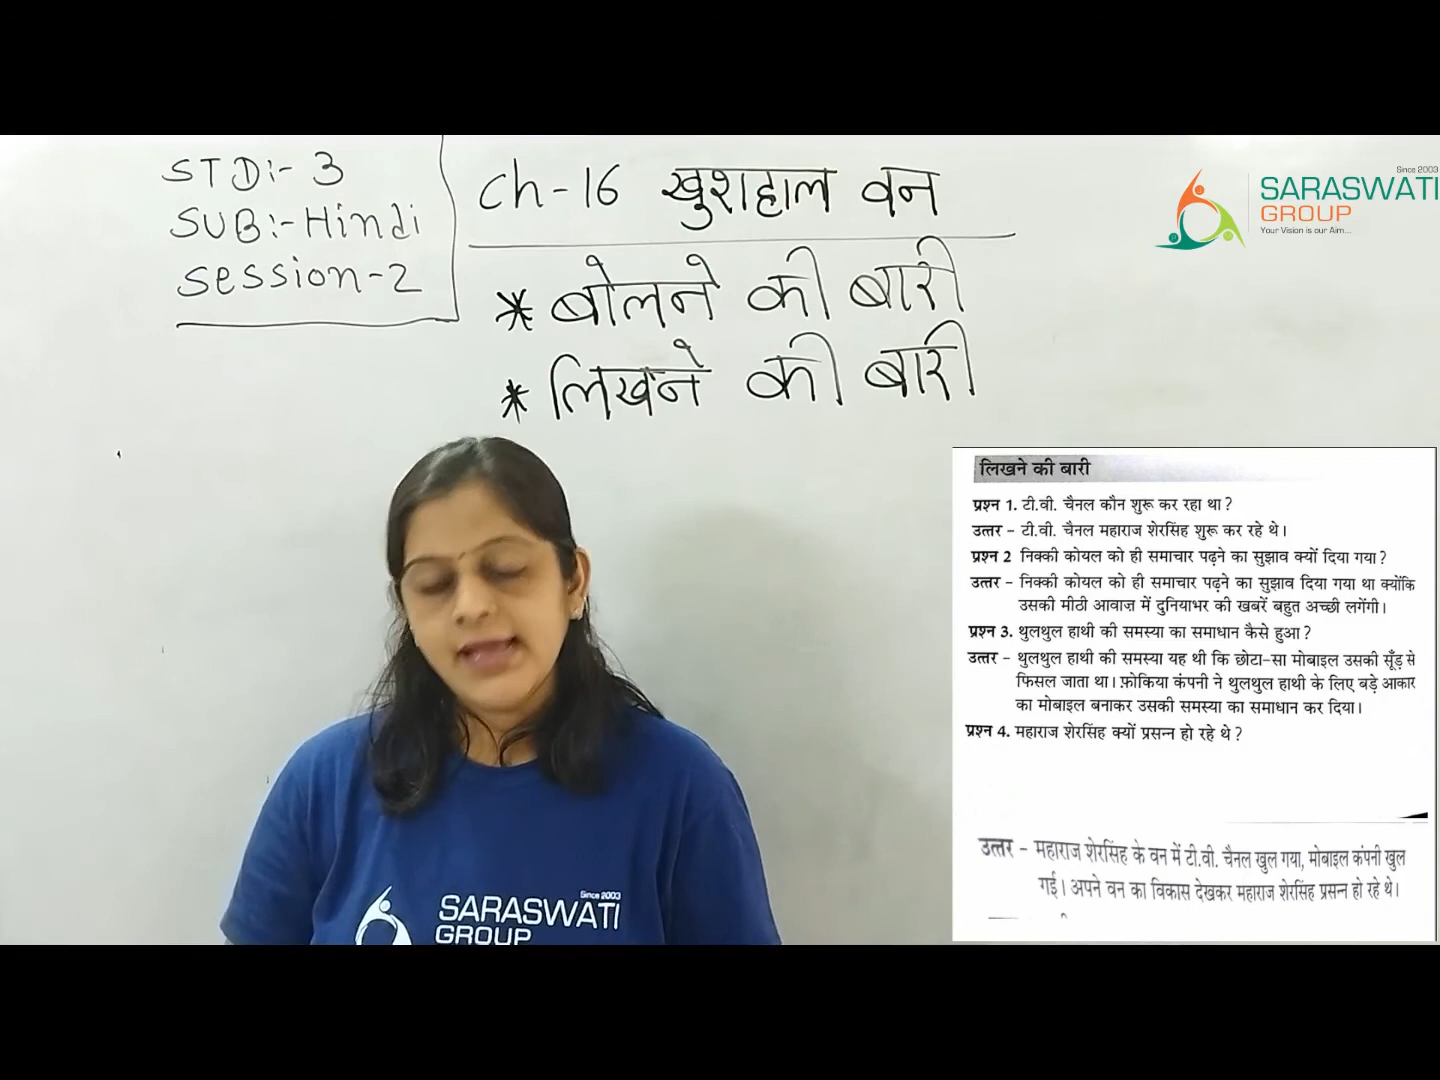 STD:- 3
SUB:- Hindi
Session-2
Ch-16 खुशहाल वन
* बोलने की बारी
* लिखने की बारी
Since 2003
SARASWATI
GROUP
Your Vision is our Aim...
लिखने की बारी
प्रश्न 1. टी.वी. चैनल कौन शुरू कर रहा था?
उत्तर – टी.वी. चैनल महाराज शेरसिंह शुरू कर रहे थे।
प्रश्न 2 निक्की कोयल को ही समाचार पढ़ने का सुझाव क्यों दिया गया?
उत्तर – निक्की कोयल को ही समाचार पढ़ने का सुझाव दिया गया था क्योंकि
उसकी मीठी आवाज में दुनियाभर की खबरें बहुत अच्छी लगेंगी।
प्रश्न 3. थुलथुल हाथी की समस्या का समाधान कैसे हुआ?
उत्तर – थुलथुल हाथी की समस्या यह थी कि छोटा-सा मोबाइल उसकी सूँड़ से
फिसल जाता था। फ़ोकिया कंपनी ने थुलथुल हाथी के लिए बड़े आकार
का मोबाइल बनाकर उसकी समस्या का समाधान कर दिया।
प्रश्न 4. महाराज शेरसिंह क्यों प्रसन्न हो रहे थे?
उत्तर – महाराज शेरसिंह के वन में टी.वी. चैनल खुल गया, मोबाइल कंपनी खुल
गई। अपने वन का विकास देखकर महाराज शेरसिंह प्रसन्न हो रहे थे।
Since 2003
SARASWATI
GROUP